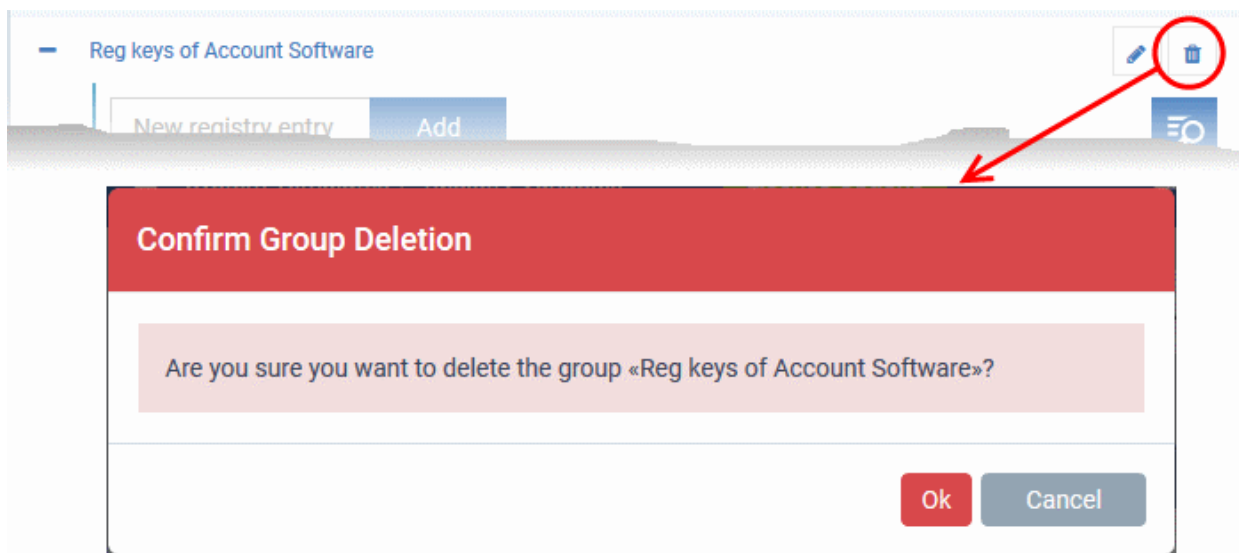 Reg keys of Account Software
New registry entry
Add
Confirm Group Deletion
Are you sure you want to delete the group «Reg keys of Account Software»?
Ok
Cancel